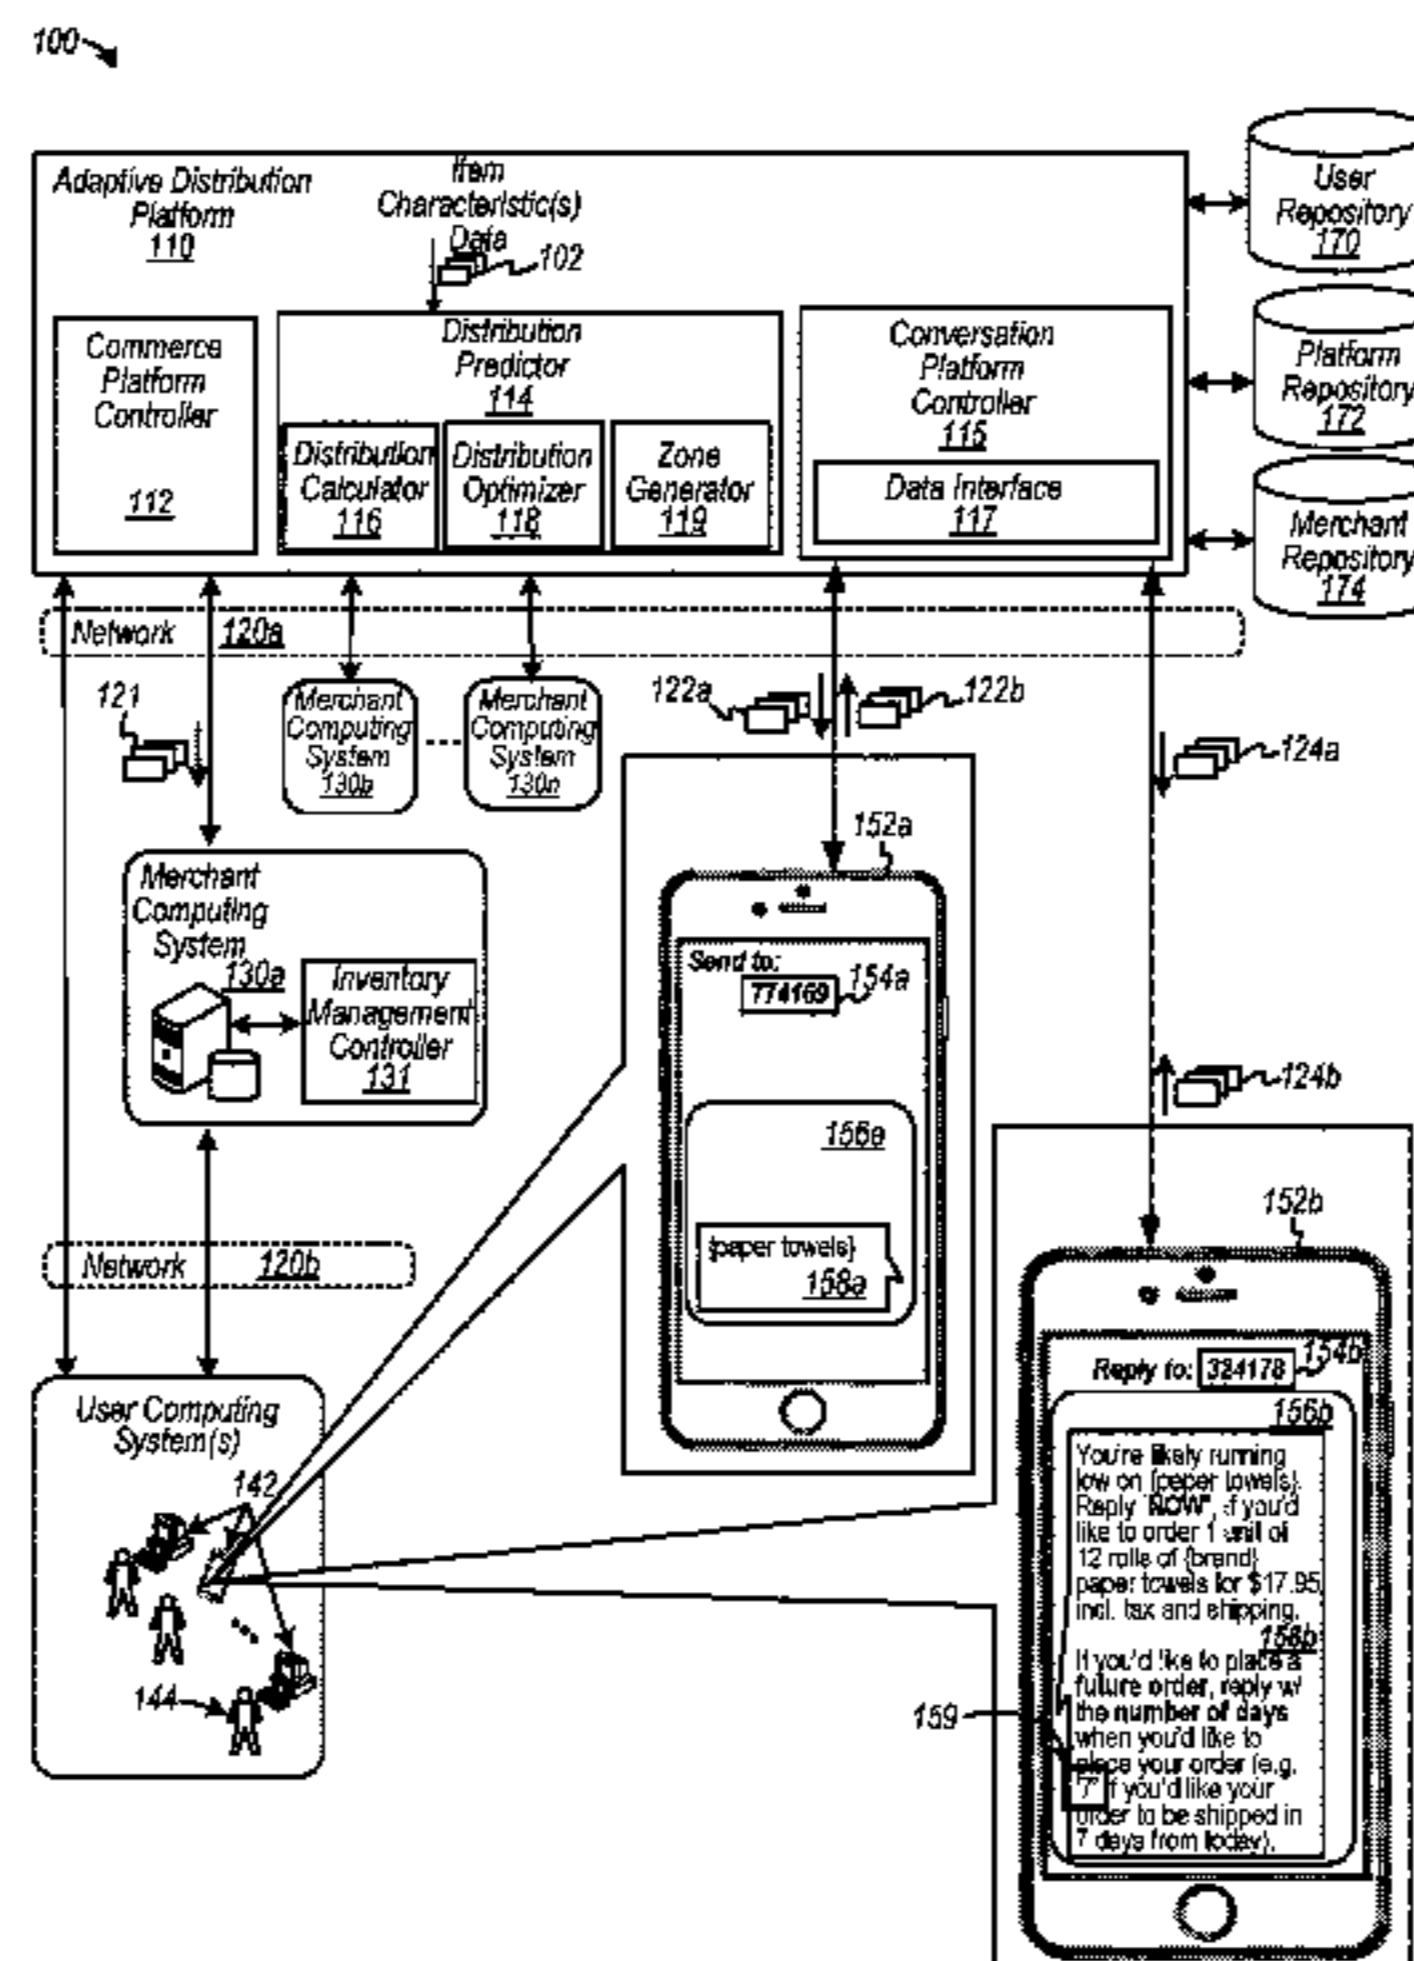 100
Adaptive Distribution
Platform
110
Item
Characteristic(s)
Data
102
Commerce
Platform
Controller
112
Distribution
Predictor
114
Distribution
Calculator
116
Distribution
Optimizer
118
Zone
Generator
119
Conversation
Platform
Controller
115
Data Interface
117
User
Repository
170
Platform
Repository
172
Merchant
Repository
174
Network 120a
121
Merchant
Computing
System
130b
Merchant
Computing
System
130n
122a
122b
124a
Merchant
Computing
System
130a
Inventory
Management
Controller
131
152a
Send to:
774169
154a
156a
{paper towels}
158a
124b
Network 120b
152b
Reply to: 324178
154b
156b
You're likely running
low on {paper towels}.
Reply "NOW", if you'd
like to order 1 unit of
12 rolls of {brand}
paper towels for $17.95,
incl. tax and shipping.
158b
If you'd like to place a
future order, reply w/
the number of days
when you'd like to
place your order (e.g.
"7" if you'd like your
order to be shipped in
7 days from today).
159
User Computing
System(s)
142
144